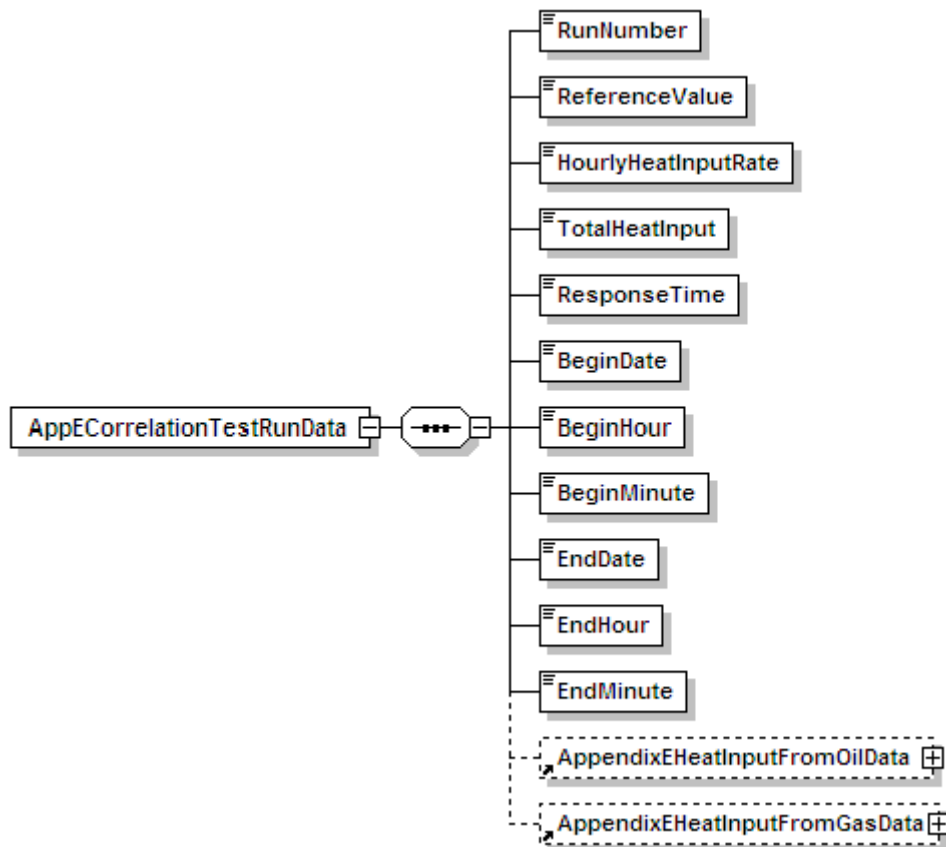 RunNumber
ReferenceValue
HourlyHeatInputRate
TotalHeatInput
ResponseTime
BeginDate
AppECorrelationTestRunData
BeginHour
BeginMinute
EndDate
EndHour
EndMinute
AppendixEHeatInputFromOilData
AppendixEHeatInputFromGasData